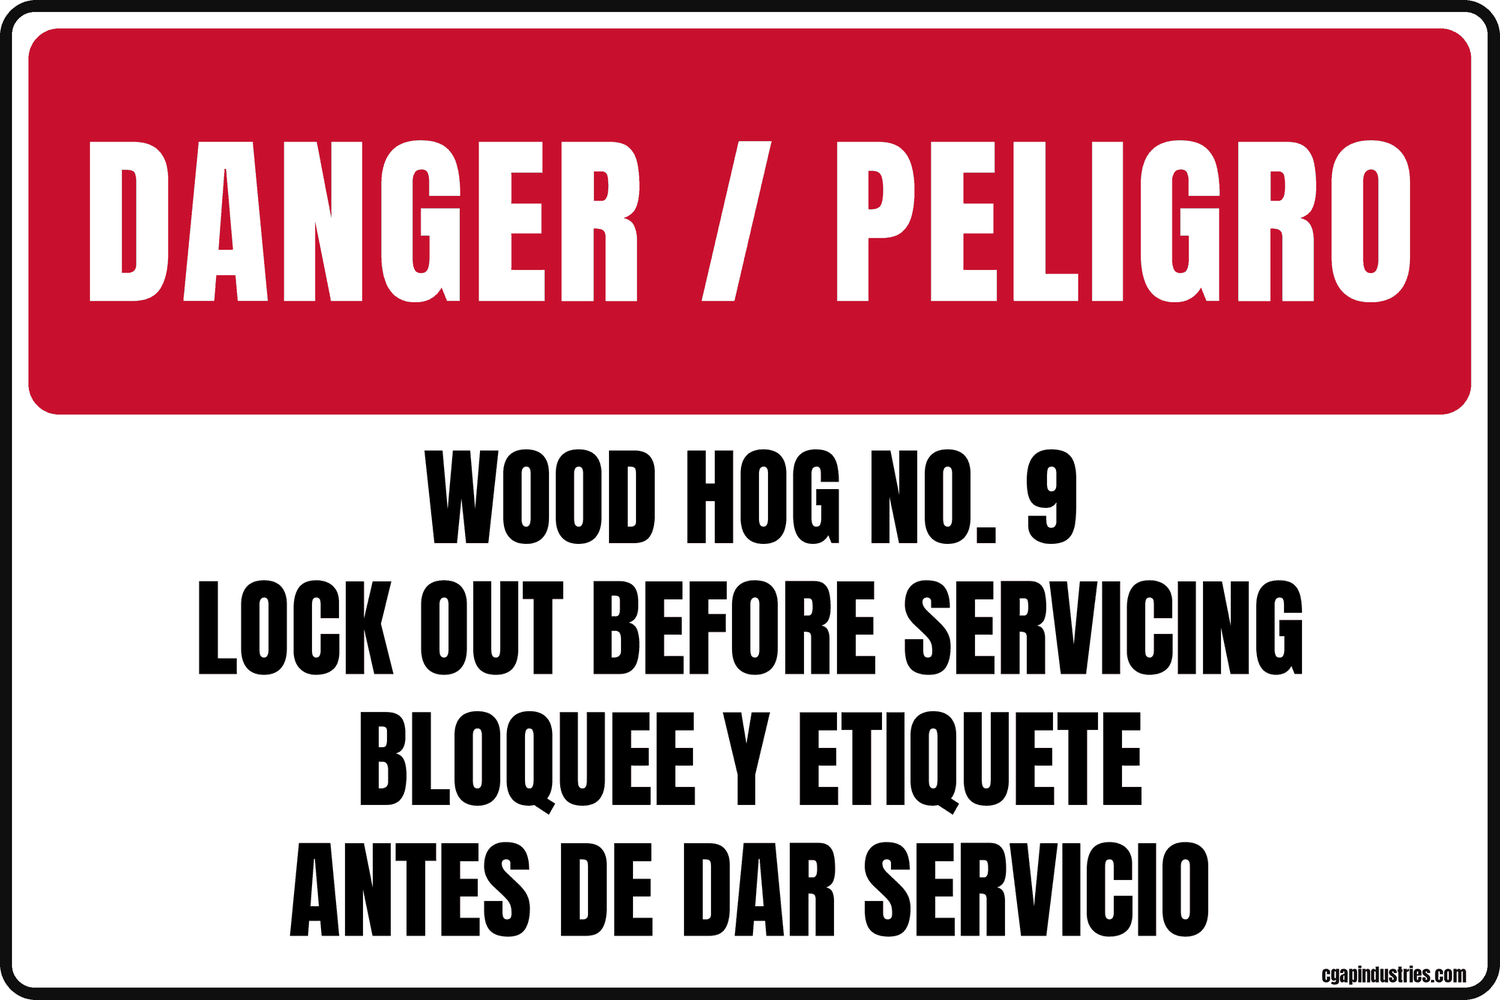 DANGER / PELIGRO
WOOD HOG NO. 9
LOCK OUT BEFORE SERVICING
BLOQUEE Y ETIQUETE
ANTES DE DAR SERVICIO
cgapindustries.com